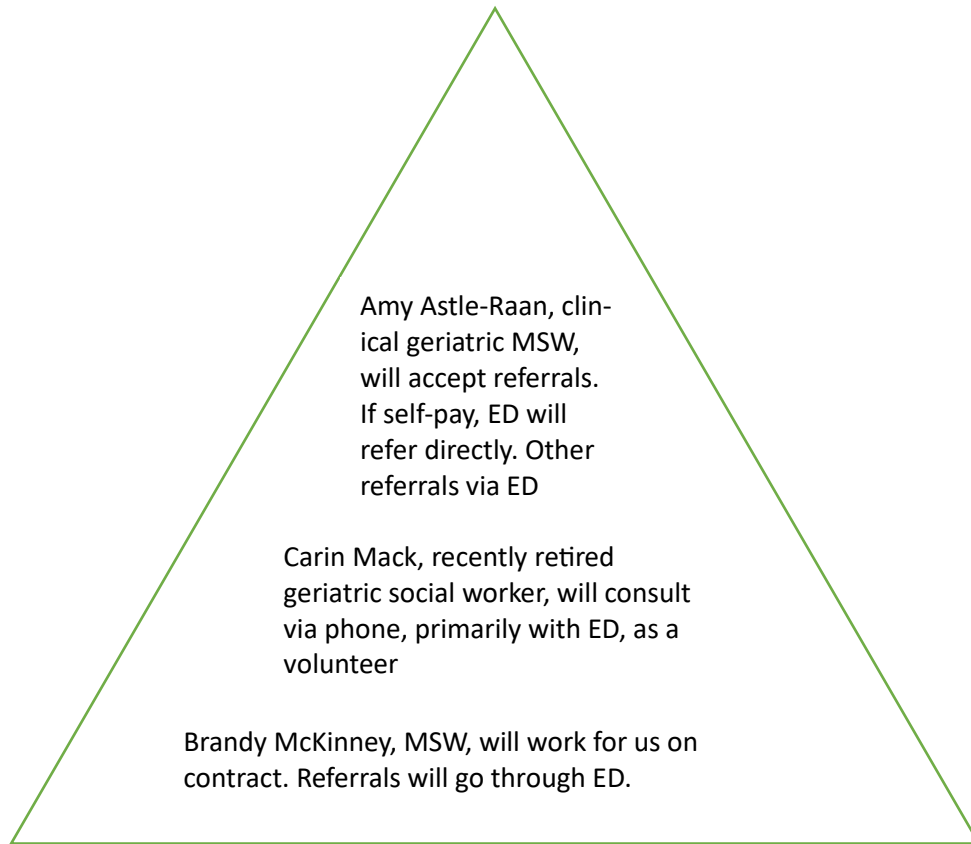 Amy Astle-Raan, clin-
ical geriatric MSW,
will accept referrals.
If self-pay, ED will
refer directly. Other
referrals via ED
Carin Mack, recently retired
geriatric social worker, will consult
via phone, primarily with ED, as a
volunteer
Brandy McKinney, MSW, will work for us on
contract. Referrals will go through ED.